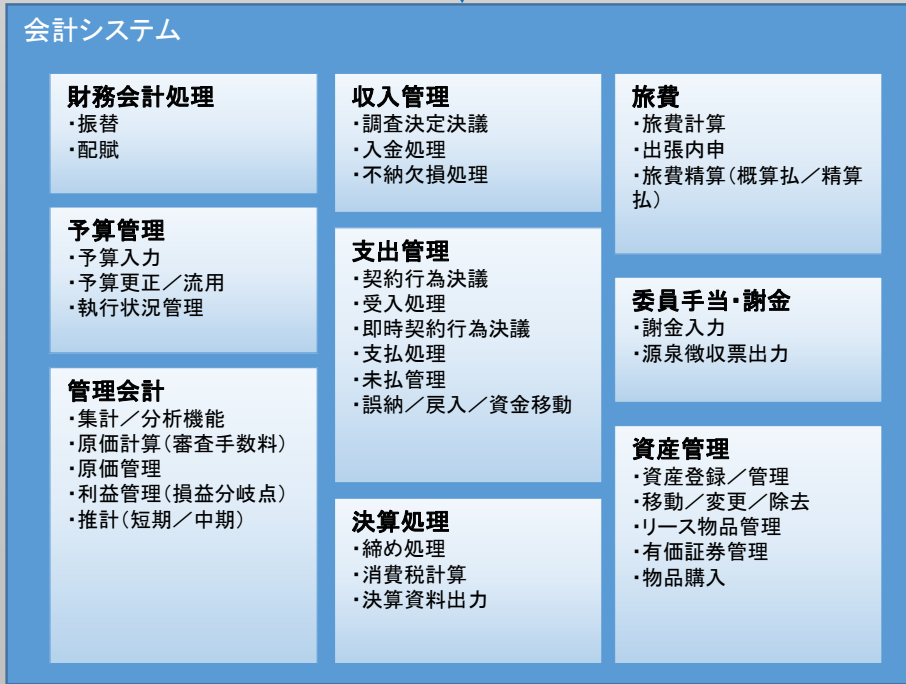 会計システム
財務会計処理
・振替
・配賦
予算管理
・予算入力
・予算更正／流用
・執行状況管理
管理会計
・集計／分析機能
・原価計算（審査手数料）
・原価管理
・利益管理（損益分岐点）
・推計（短期／中期）
収入管理
・調査決定決議
・入金処理
・不納欠損処理
支出管理
・契約行為決議
・受入処理
・即時契約行為決議
・支払処理
・未払管理
・誤納／戻入／資金移動
決算処理
・締め処理
・消費税計算
・決算資料出力
旅費
・旅費計算
・出張内申
・旅費精算（概算払／精算
払）
委員手当・謝金
・謝金入力
・源泉徴収票出力
資産管理
・資産登録／管理
・移動／変更／除去
・リース物品管理
・有価証券管理
・物品購入